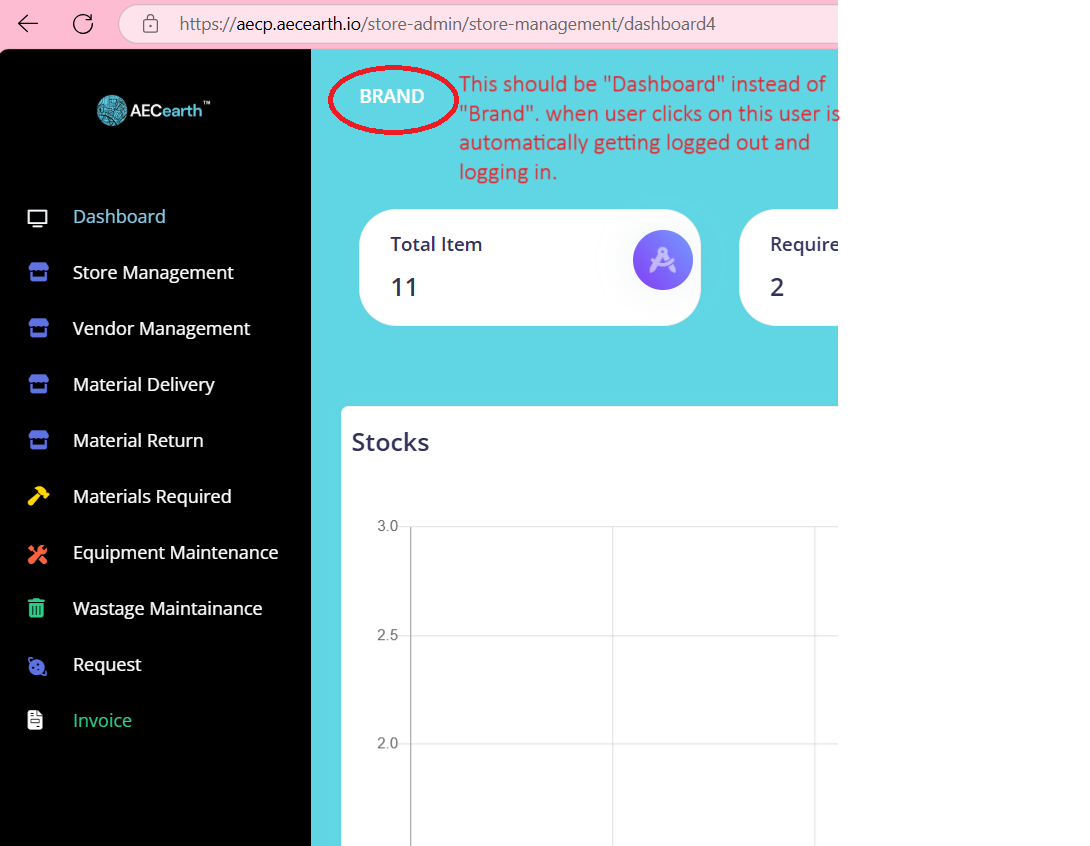 https://aecp.aecearth.io/store-admin/store-management/dashboard4
AECearth™
BRAND
This should be "Dashboard" instead of
"Brand". when user clicks on this user is
automatically getting logged out and
logging in.
Dashboard
Store Management
Vendor Management
Material Delivery
Material Return
Materials Required
Equipment Maintenance
Wastage Maintainance
Request
Invoice
Total Item
11
Require
2
Stocks
3.0
2.5
2.0